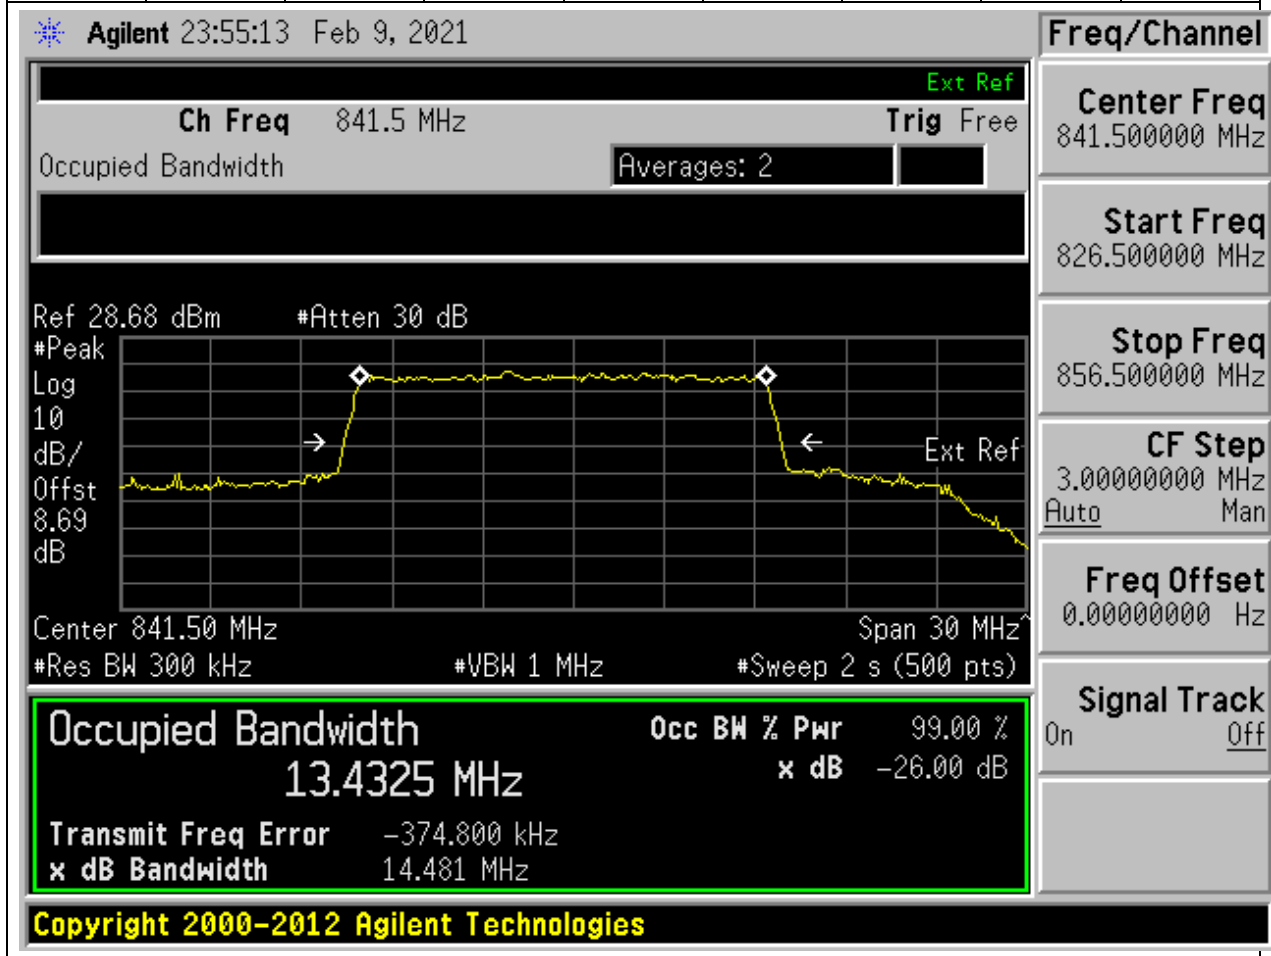 Agilent 23:55:13 Feb 9, 2021
Freq/Channel
Ext Ref
Ch Freq 841.5 MHz Trig Free
Occupied Bandwidth Averages: 2
Ref 28.68 dBm #Atten 30 dB
#Peak
Log
10
dB/
Offst
8.69
dB
Ext Ref
Center 841.50 MHz Span 30 MHz^
#Res BW 300 kHz #VBW 1 MHz #Sweep 2 s (500 pts)
Occupied Bandwidth Occ BW % Pwr 99.00 %
13.4325 MHz x dB -26.00 dB
Transmit Freq Error -374.800 kHz
x dB Bandwidth 14.481 MHz
Center Freq
841.500000 MHz
Start Freq
826.500000 MHz
Stop Freq
856.500000 MHz
CF Step
3.00000000 MHz
Auto Man
Freq Offset
0.00000000 Hz
Signal Track
On Off
Copyright 2000-2012 Agilent Technologies